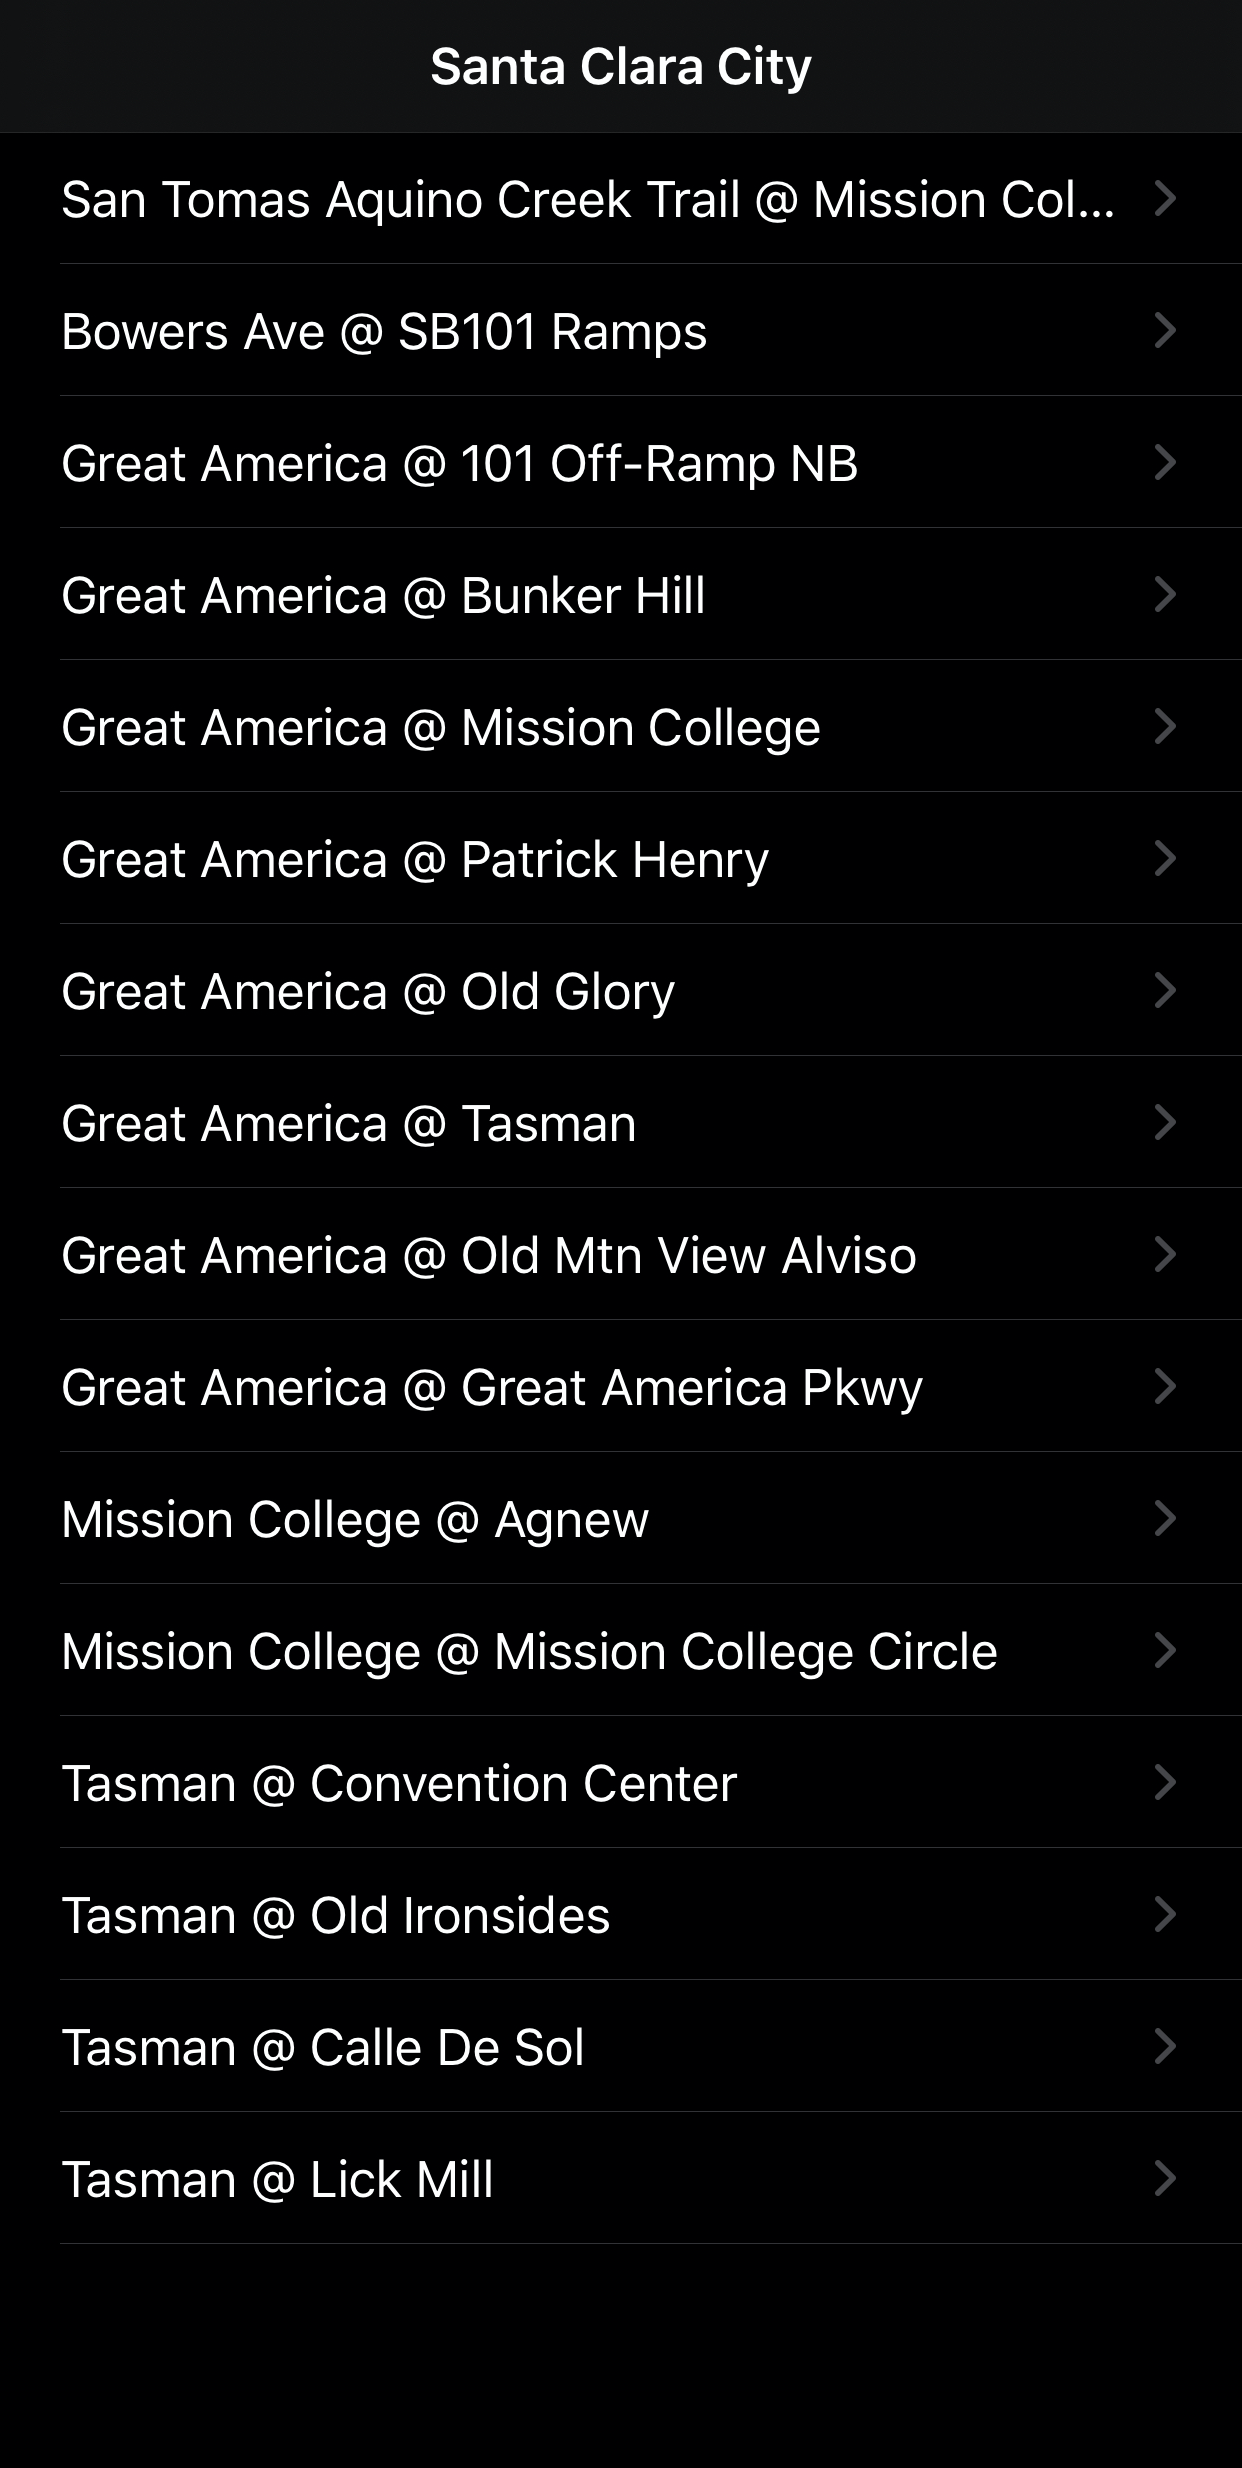 Santa Clara City
San Tomas Aquino Creek Trail @ Mission Col...
Bowers Ave @ SB101 Ramps
Great America @ 101 Off-Ramp NB
Great America @ Bunker Hill
Great America @ Mission College
Great America @ Patrick Henry
Great America @ Old Glory
Great America @ Tasman
Great America @ Old Mtn View Alviso
Great America @ Great America Pkwy
Mission College @ Agnew
Mission College @ Mission College Circle
Tasman @ Convention Center
Tasman @ Old Ironsides
Tasman @ Calle De Sol
Tasman @ Lick Mill